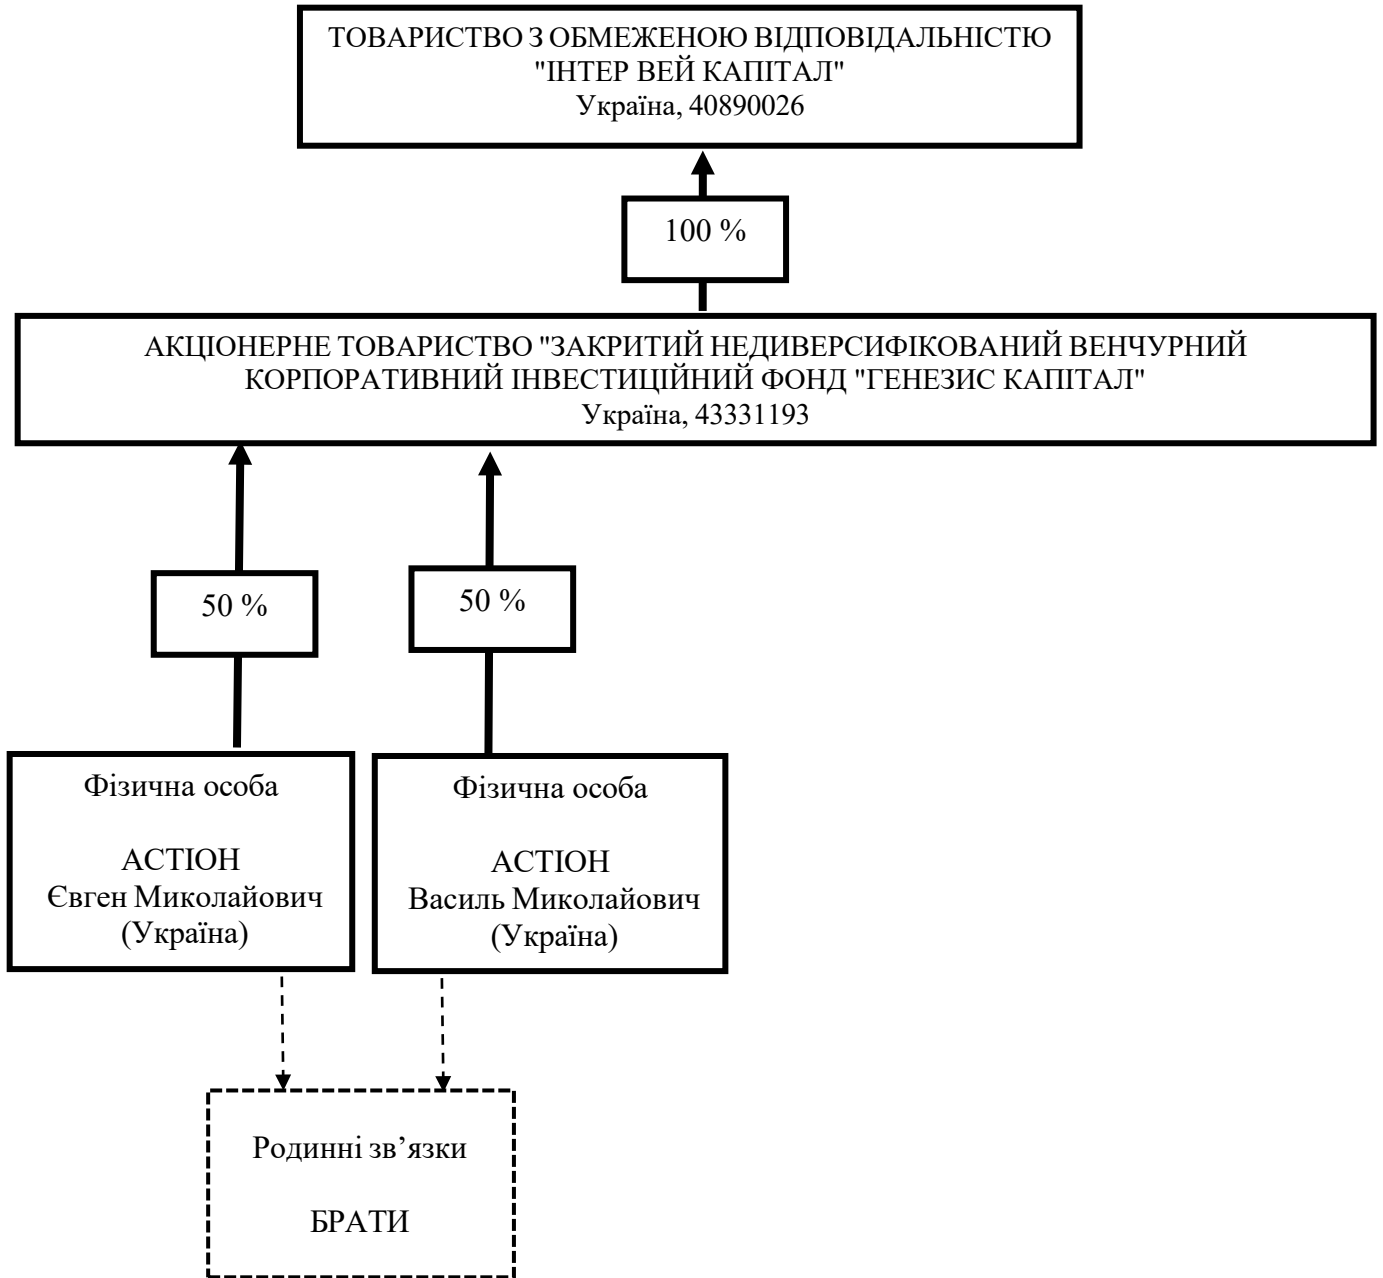 ТОВАРИСТВО З ОБМЕЖЕНОЮ ВІДПОВІДАЛЬНІСТЮ
"ІНТЕР ВЕЙ КАПІТАЛ"
Україна, 40890026
100 %
АКЦІОНЕРНЕ ТОВАРИСТВО "ЗАКРИТИЙ НЕДИВЕРСИФІКОВАНИЙ ВЕНЧУРНИЙ
КОРПОРАТИВНИЙ ІНВЕСТИЦІЙНИЙ ФОНД "ГЕНЕЗИС КАПІТАЛ"
Україна, 43331193
50 %
50 %
Фізична особа
АСТІОН
Євген Миколайович
(Україна)
Фізична особа
АСТІОН
Василь Миколайович
(Україна)
Родинні зв’язки
БРАТИ